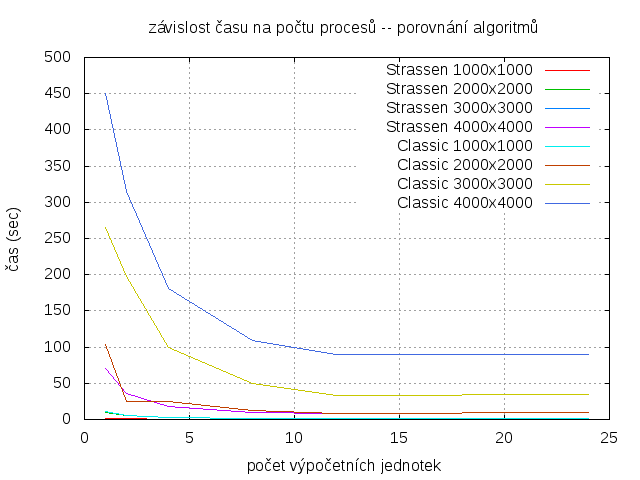 závislost času na počtu procesů -- porovnání algoritmů
500
450
400
350
300
250
200
150
100
50
0
čas (sec)
Strassen 1000x1000
Strassen 2000x2000
Strassen 3000x3000
Strassen 4000x4000
Classic 1000x1000
Classic 2000x2000
Classic 3000x3000
Classic 4000x4000
0 5 10 15 20 25
počet výpočetních jednotek